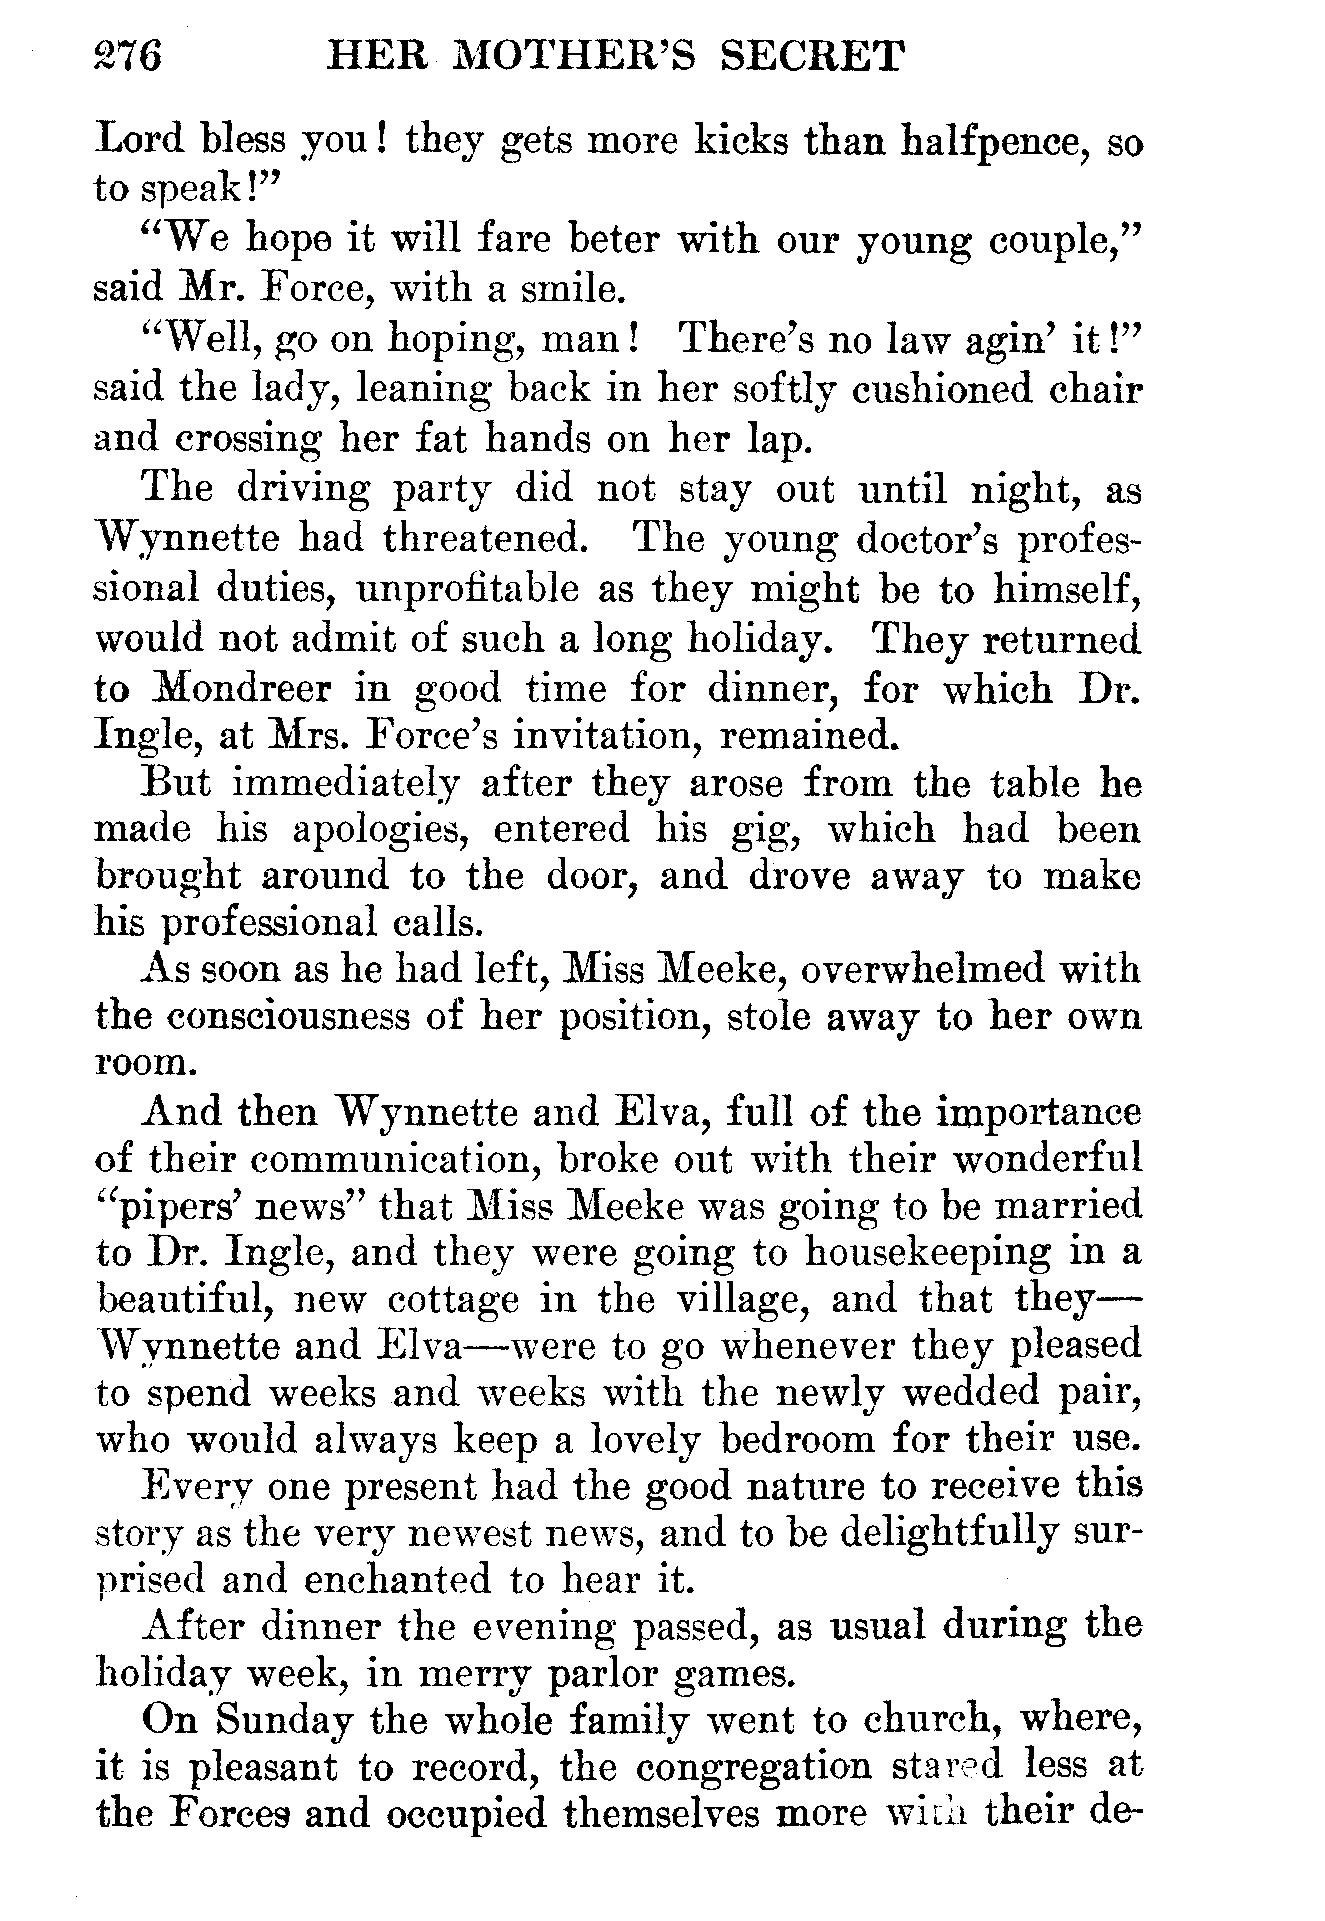 276 HER MOTHER'S SECRET
Lord bless you! they gets more kicks than halfpence, so
to speak!"
"We hope it will fare beter with our young couple,"
said Mr. Force, with a smile.
"Well, go on hoping, man! There's no law agin' it!"
said the lady, leaning back in her softly cushioned chair
and crossing her fat hands on her lap.
The driving party did not stay out until night, as
Wynnette had threatened. The young doctor's profes-
sional duties, unprofitable as they might be to himself,
would not admit of such a long holiday. They returned
to Mondreer in good time for dinner, for which Dr.
Ingle, at Mrs. Force's invitation, remained.
But immediately after they arose from the table he
made his apologies, entered his gig, which had been
brought around to the door, and drove away to make
his professional calls.
As soon as he had left, Miss Meeke, overwhelmed with
the consciousness of her position, stole away to her own
room.
And then Wynnette and Elva, full of the importance
of their communication, broke out with their wonderful
"pipers' news" that Miss Meeke was going to be married
to Dr. Ingle, and they were going to housekeeping in a
beautiful, new cottage in the village, and that they—
Wynnette and Elva—were to go whenever they pleased
to spend weeks and weeks with the newly wedded pair,
who would always keep a lovely bedroom for their use.
Every one present had the good nature to receive this
story as the very newest news, and to be delightfully sur-
prised and enchanted to hear it.
After dinner the evening passed, as usual during the
holiday week, in merry parlor games.
On Sunday the whole family went to church, where,
it is pleasant to record, the congregation stared less at
the Forces and occupied themselves more with their de-